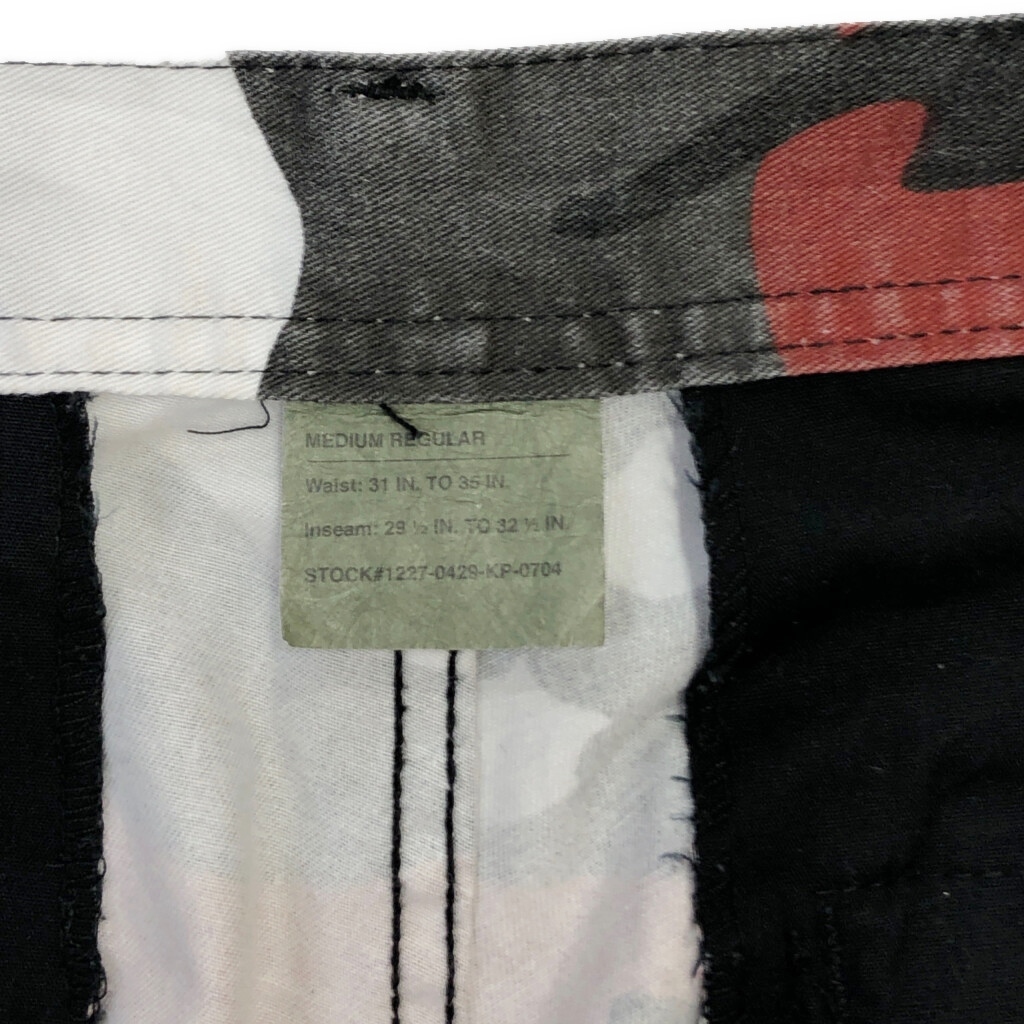 MEDIUM REGULAR
Waist: 31 IN. TO 35 IN.
Inseam: 29 ½ IN. TO 32 ½ IN.
STOCK#1227-0429-KP-0704